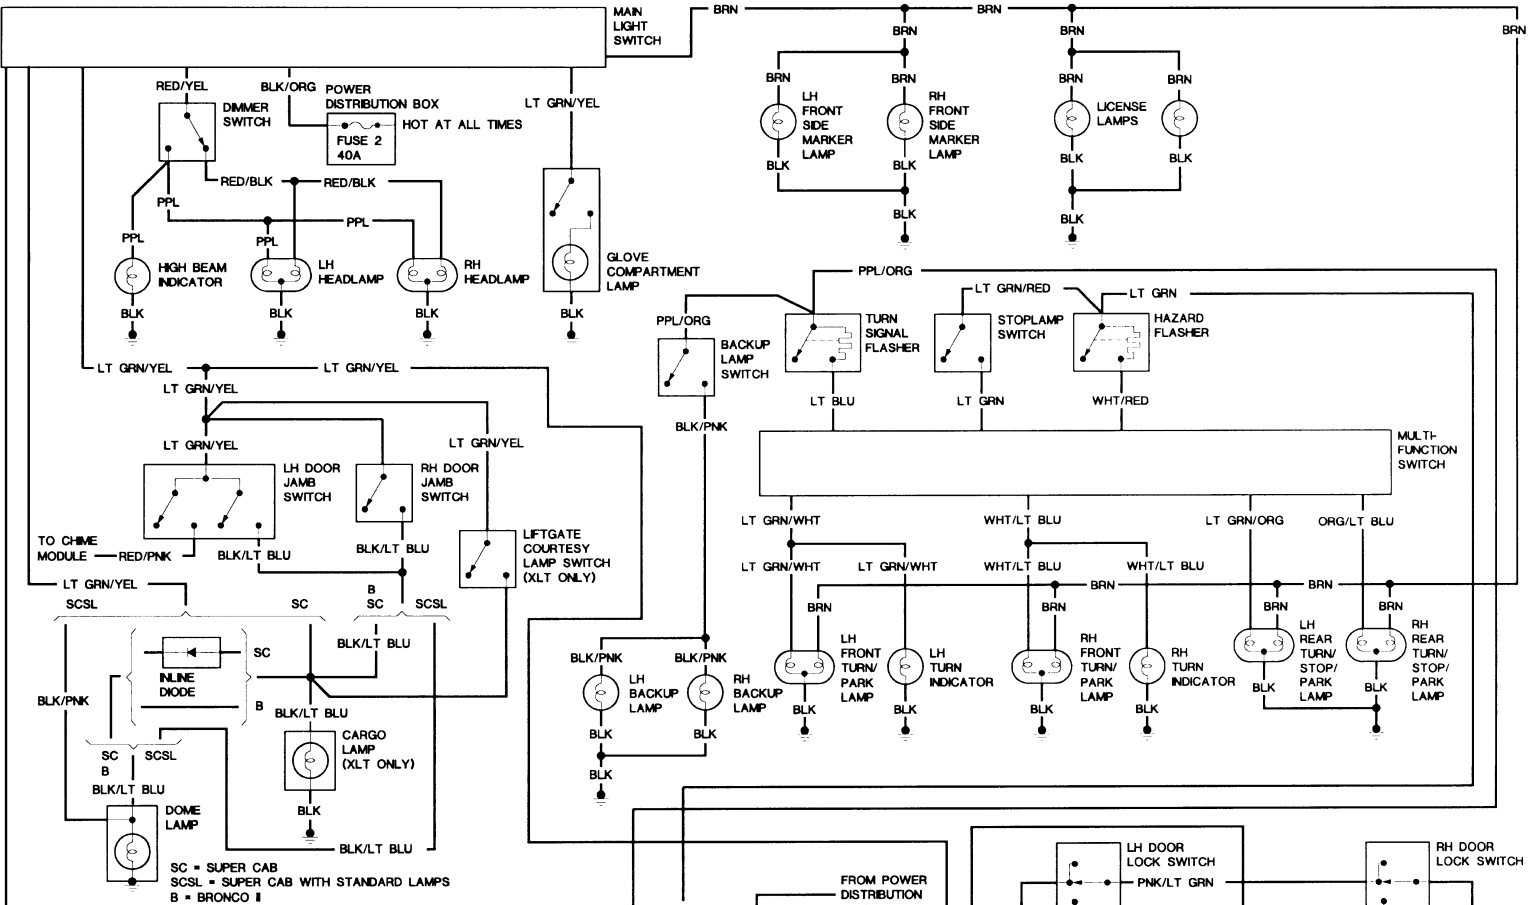 MAIN
LIGHT
SWITCH
BRN
BRN
BRN
BRN
BRN
RED/YEL
BLK/ORG
POWER
DISTRIBUTION BOX
HOT AT ALL TIMES
FUSE 2
40A
DIMMER
SWITCH
LT GRN/YEL
BRN
BRN
BRN
BRN
LH
FRONT
SIDE
MARKER
LAMP
RH
FRONT
SIDE
MARKER
LAMP
LICENSE
LAMPS
BLK
BLK
BLK
BLK
BLK
BLK
RED/BLK
RED/BLK
PPL
PPL
PPL
PPL
HIGH BEAM
INDICATOR
LH
HEADLAMP
RH
HEADLAMP
GLOVE
COMPARTMENT
LAMP
BLK
BLK
BLK
BLK
PPL/ORG
LT GRN/RED
LT GRN
PPL/ORG
BACKUP
LAMP
SWITCH
TURN
SIGNAL
FLASHER
STOPLAMP
SWITCH
HAZARD
FLASHER
LT GRN/YEL
LT GRN/YEL
LT GRN/YEL
LT BLU
LT GRN
WHT/RED
BLK/PNK
LT GRN/YEL
LT GRN/YEL
MULTI-
FUNCTION
SWITCH
LH DOOR
JAMB
SWITCH
RH DOOR
JAMB
SWITCH
LIFTGATE
COURTESY
LAMP SWITCH
(XLT ONLY)
TO CHIME
MODULE
RED/PNK
BLK/LT BLU
BLK/LT BLU
LT GRN/WHT
WHT/LT BLU
LT GRN/ORG
ORG/LT BLU
LT GRN/WHT
LT GRN/WHT
WHT/LT BLU
WHT/LT BLU
LT GRN/YEL
BRN
BRN
SCSL
SC
B
SC
SCSL
BRN
BRN
BRN
BRN
BLK/LT BLU
SC
INLINE
DIODE
B
BLK/PNK
BLK/PNK
BLK/PNK
LH
BACKUP
LAMP
RH
BACKUP
LAMP
LH
FRONT
TURN/
PARK
LAMP
LH
TURN
INDICATOR
RH
FRONT
TURN/
PARK
LAMP
RH
TURN
INDICATOR
LH
REAR
TURN/
STOP/
PARK
LAMP
RH
REAR
TURN/
STOP/
PARK
LAMP
BLK/LT BLU
BLK
BLK
BLK
BLK
BLK
BLK
BLK
BLK
BLK
CARGO
LAMP
(XLT ONLY)
SC
B
SCSL
BLK/LT BLU
BLK
DOME
LAMP
BLK/LT BLU
SC = SUPER CAB
SCSL = SUPER CAB WITH STANDARD LAMPS
B = BRONCO II
FROM POWER
DISTRIBUTION
LH DOOR
LOCK SWITCH
PNK/LT GRN
RH DOOR
LOCK SWITCH